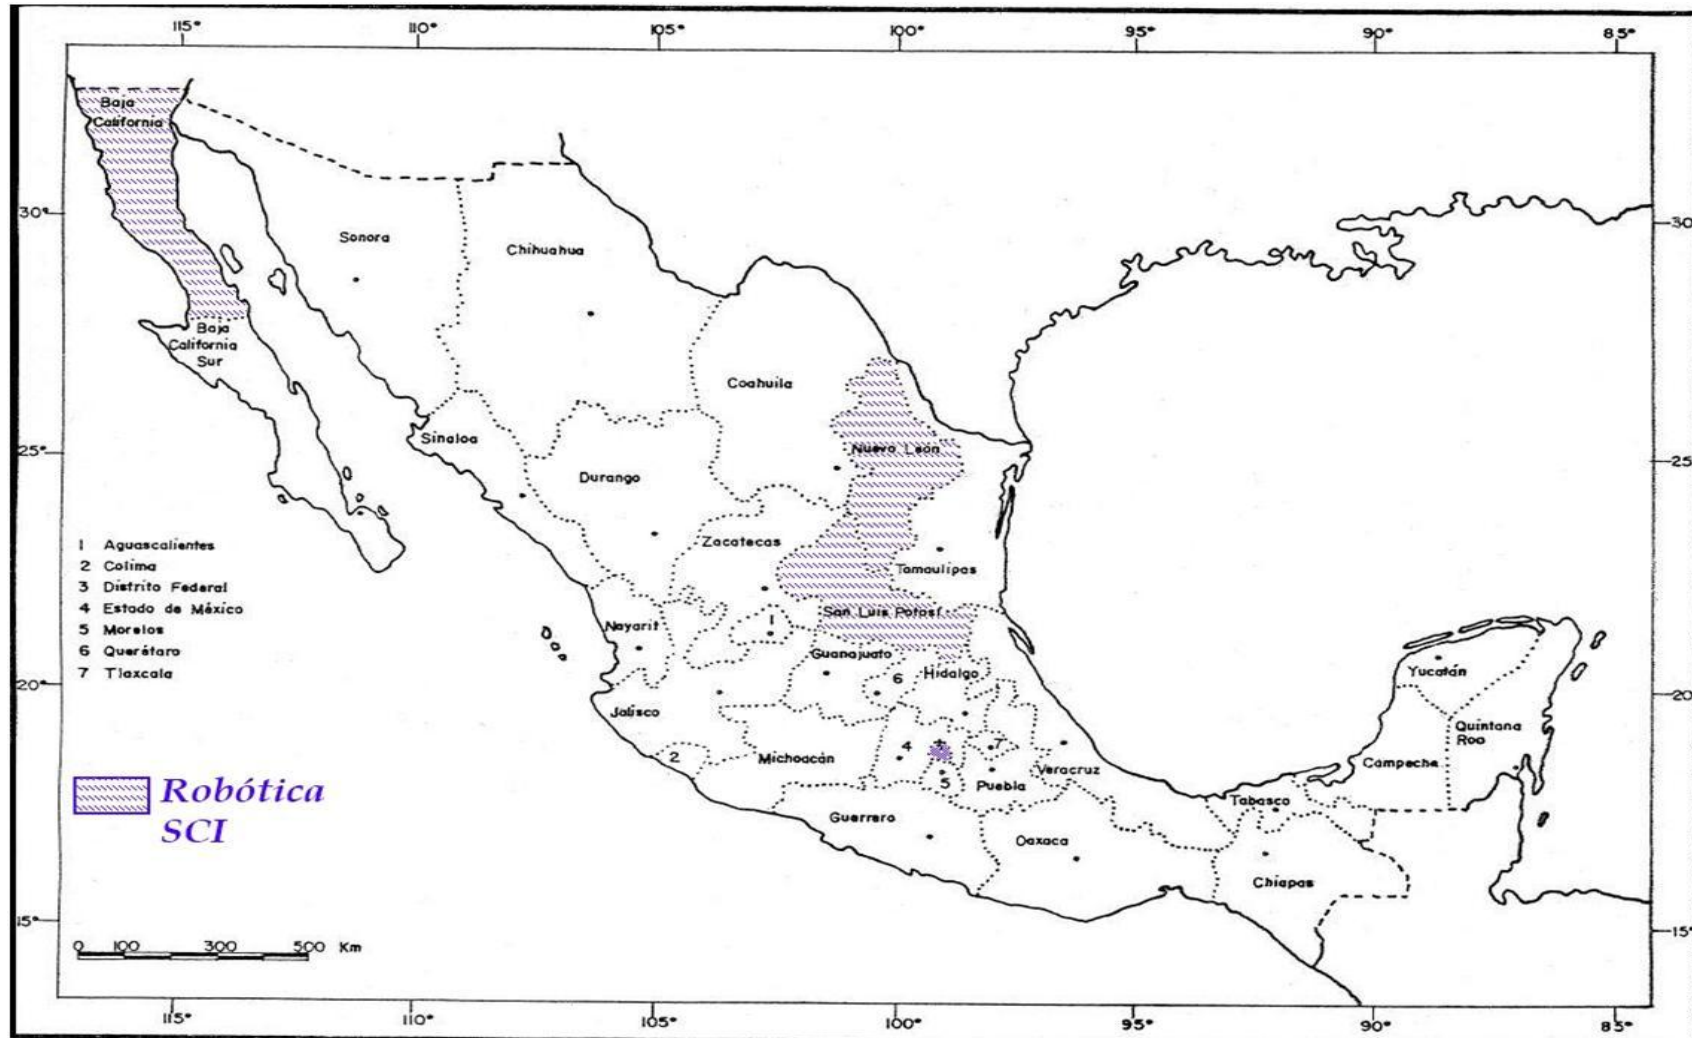 115°
110°
105°
100°
95°
90°
85°
Baja
California
30°
30°
Sonora
Chihuahua
Baja
California
Sur
Coahuila
Sinaloa
Nuevo León
25°
25°
Durango
Zacatecas
Tamaulipas
1 Aguascalientes
2 Colima
3 Distrito Federal
4 Estado de México
5 Morelos
6 Querétaro
7 Tlaxcala
San Luis Potosí
Nayarit
1
Guanajuato
Hidalgo
6
Yucatán
20°
20°
Jalisco
Quintana
Roo
2
Michoacán
4
7
Veracruz
Campeche
5
Puebla
Tabasco
Robótica
SCI
Guerrero
Oaxaca
Chiapas
15°
15°
0 100 300 500 Km
115°
110°
105°
100°
95°
90°
85°